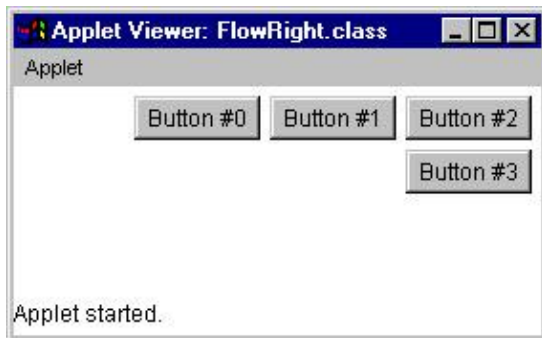 Applet Viewer: FlowRight.class
Applet
Button #0 Button #1 Button #2
Button #3
Applet started.